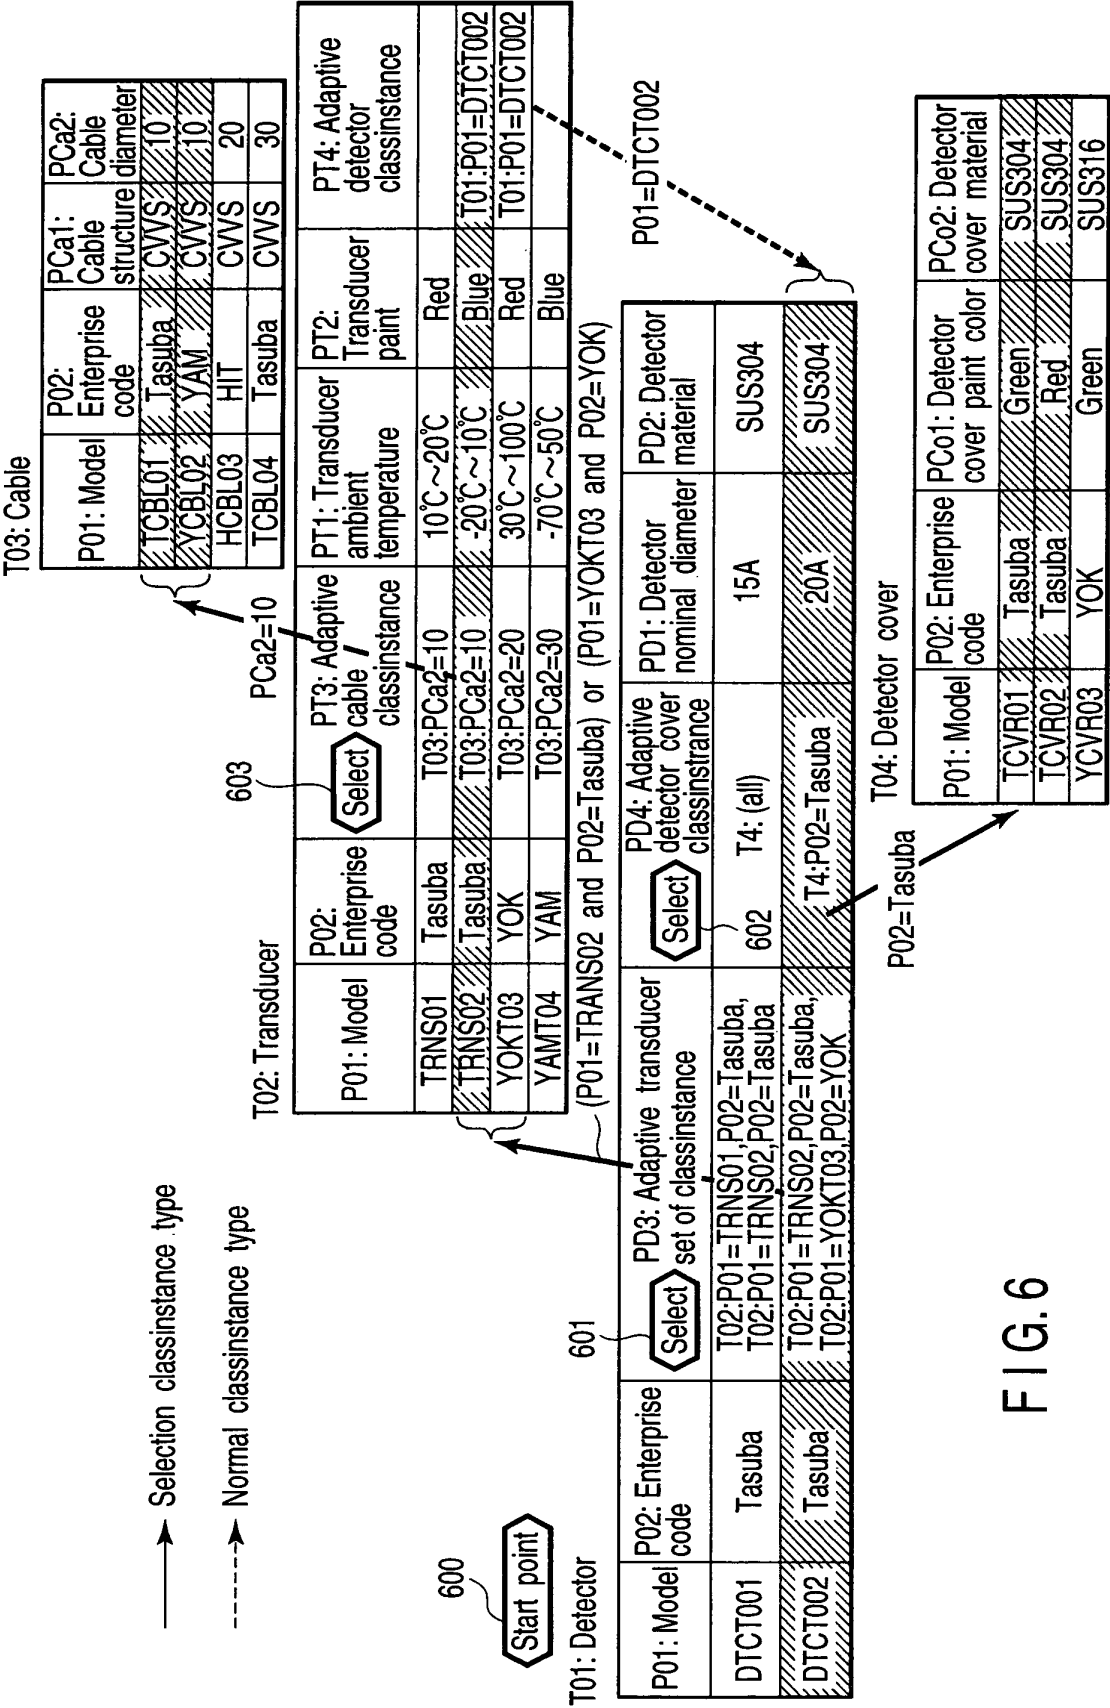 Selection classinstance type
Normal classinstance type
T03: Cable
P01: Model
P02:
Enterprise
code
PCa1:
Cable
structure
PCa2:
Cable
diameter
TCBL01 Tasuba CVVS 10
YCBL02 YAM CVVS 10
HCBL03 HIT CVVS 20
TCBL04 Tasuba CVVS 30
PCa2=10
603
T02: Transducer
P01: Model
P02:
Enterprise
code
Select
PT3: Adaptive
cable
classinstance
PT1: Transducer
ambient
temperature
PT2:
Transducer
paint
PT4: Adaptive
detector
classinstance
TRNS01 Tasuba T03:PCa2=10 10°C~20°C Red
TRNS02 Tasuba T03:PCa2=10 -20°C~10°C Blue T01:P01=DTCT002
YOKT03 YOK T03:PCa2=20 30°C~100°C Red T01:P01=DTCT002
YAMT04 YAM T03:PCa2=30 -70°C~50°C Blue
(P01=TRANS02 and P02=Tasuba) or (P01=YOKT03 and P02=YOK)
P01=DTCT002
600
Start point
601
T01: Detector
P01: Model
P02: Enterprise
code
Select
PD3: Adaptive transducer
set of classinstance
Select
602
PD4: Adaptive
detector cover
classinstrance
PD1: Detector
nominal diameter
PD2: Detector
material
DTCT001 Tasuba T02:P01=TRNS01,P02=Tasuba, T4: (all) 15A SUS304
T02:P01=TRNS02,P02=Tasuba
DTCT002 Tasuba T02:P01=TRNS02,P02=Tasuba, T4:P02=Tasuba 20A SUS304
T02:P01=YOKT03,P02=YOK
P02=Tasuba
T04: Detector cover
P01: Model
P02: Enterprise
code
PCo1: Detector
cover paint color
PCo2: Detector
cover material
TCVR01 Tasuba Green SUS304
TCVR02 Tasuba Red SUS304
YCVR03 YOK Green SUS316
FIG. 6